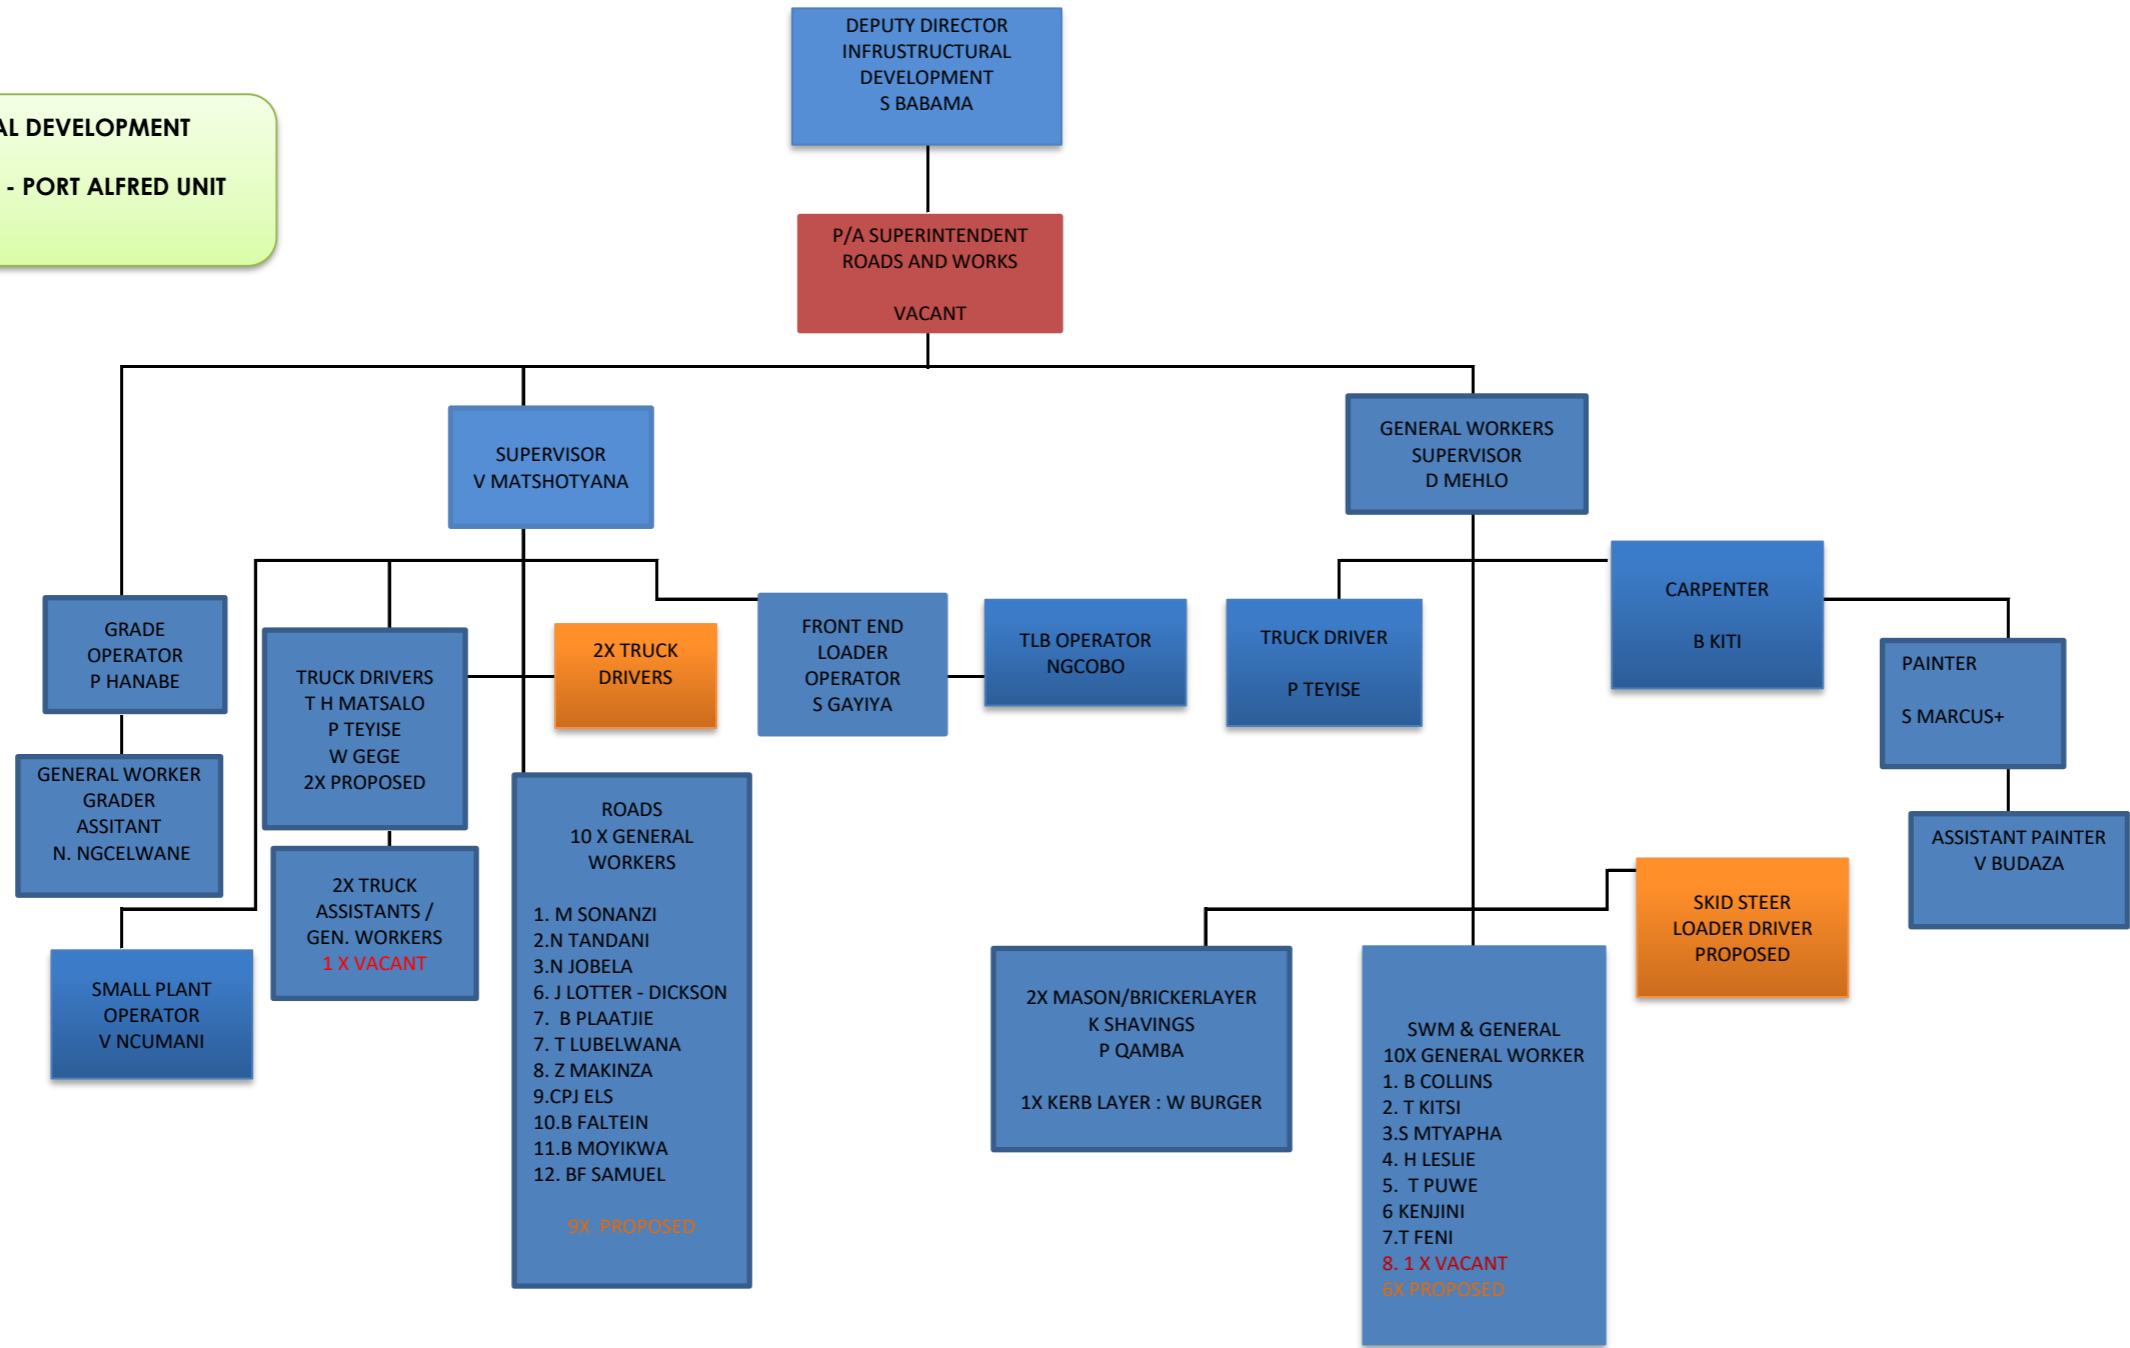 DEPUTY DIRECTOR
INFRUSTRUCTURAL
DEVELOPMENT
S BABAMA
AL DEVELOPMENT
- PORT ALFRED UNIT
P/A SUPERINTENDENT
ROADS AND WORKS
VACANT
SUPERVISOR
V MATSHOTYANA
GENERAL WORKERS
SUPERVISOR
D MEHLO
GRADE
OPERATOR
P HANABE
GENERAL WORKER
GRADER
ASSITANT
N. NGCELWANE
SMALL PLANT
OPERATOR
V NCUMANI
TRUCK DRIVERS
T H MATSALO
P TEYISE
W GEGE
2X PROPOSED
2X TRUCK
ASSISTANTS /
GEN. WORKERS
1 X VACANT
2X TRUCK
DRIVERS
ROADS
10 X GENERAL
WORKERS
1. M SONANZI
2.N TANDANI
3.N JOBELA
6. J LOTTER - DICKSON
7. B PLAATJIE
7. T LUBELWANA
8. Z MAKINZA
9.CPJ ELS
10.B FALTEIN
11.B MOYIKWA
12. BF SAMUEL
9X PROPOSED
FRONT END
LOADER
OPERATOR
S GAYIYA
TLB OPERATOR
NGCOBO
TRUCK DRIVER
P TEYISE
CARPENTER
B KITI
PAINTER
S MARCUS+
ASSISTANT PAINTER
V BUDAZA
2X MASON/BRICKERLAYER
K SHAVINGS
P QAMBA
1X KERB LAYER : W BURGER
SWM & GENERAL
10X GENERAL WORKER
1. B COLLINS
2. T KITSI
3.S MTYAPHA
4. H LESLIE
5. T PUWE
6 KENJINI
7.T FENI
8. 1 X VACANT
6X PROPOSED
SKID STEER
LOADER DRIVER
PROPOSED